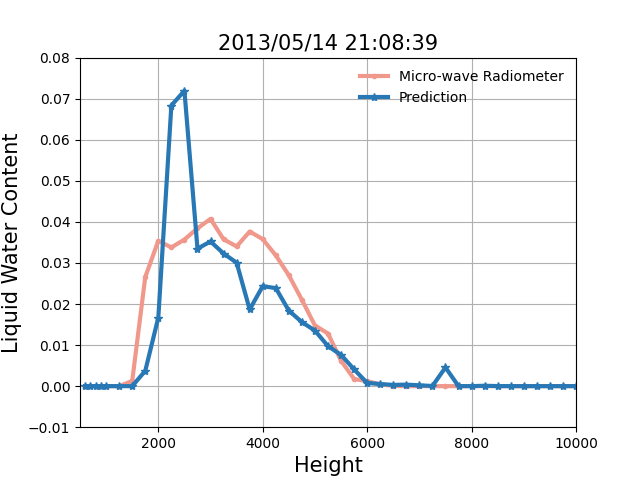 2013/05/14 21:08:39
Micro-wave Radiometer
Prediction
Liquid Water Content
0.08
0.07
0.06
0.05
0.04
0.03
0.02
0.01
0.00
−0.01
2000 4000 6000 8000 10000
Height